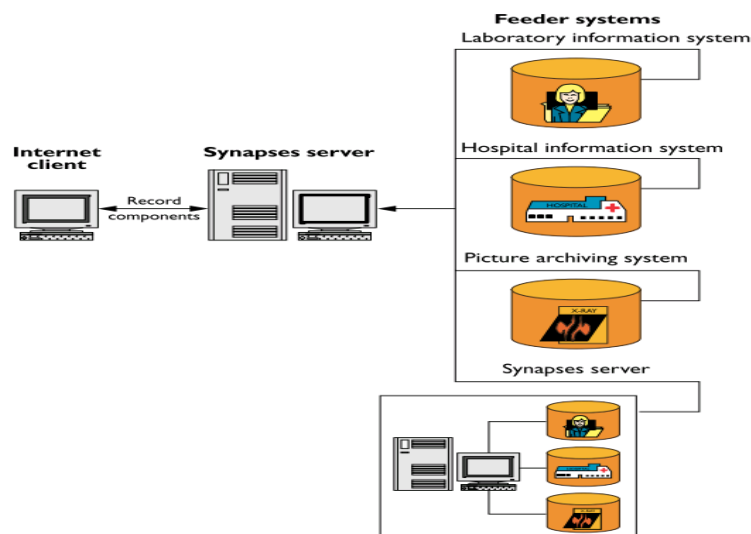 Feeder systems
Laboratory information system
Internet
client
Synapses server
Record
components
Hospital information system
HOSPITAL
Picture archiving system
X-RAY
Synapses server